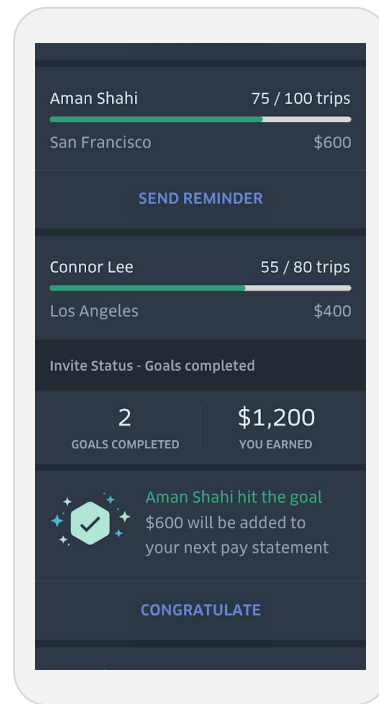 Aman Shahi 75 / 100 trips
San Francisco $600
SEND REMINDER
Connor Lee 55 / 80 trips
Los Angeles $400
Invite Status - Goals completed
2 $1,200
GOALS COMPLETED YOU EARNED
Aman Shahi hit the goal
$600 will be added to
your next pay statement
CONGRATULATE